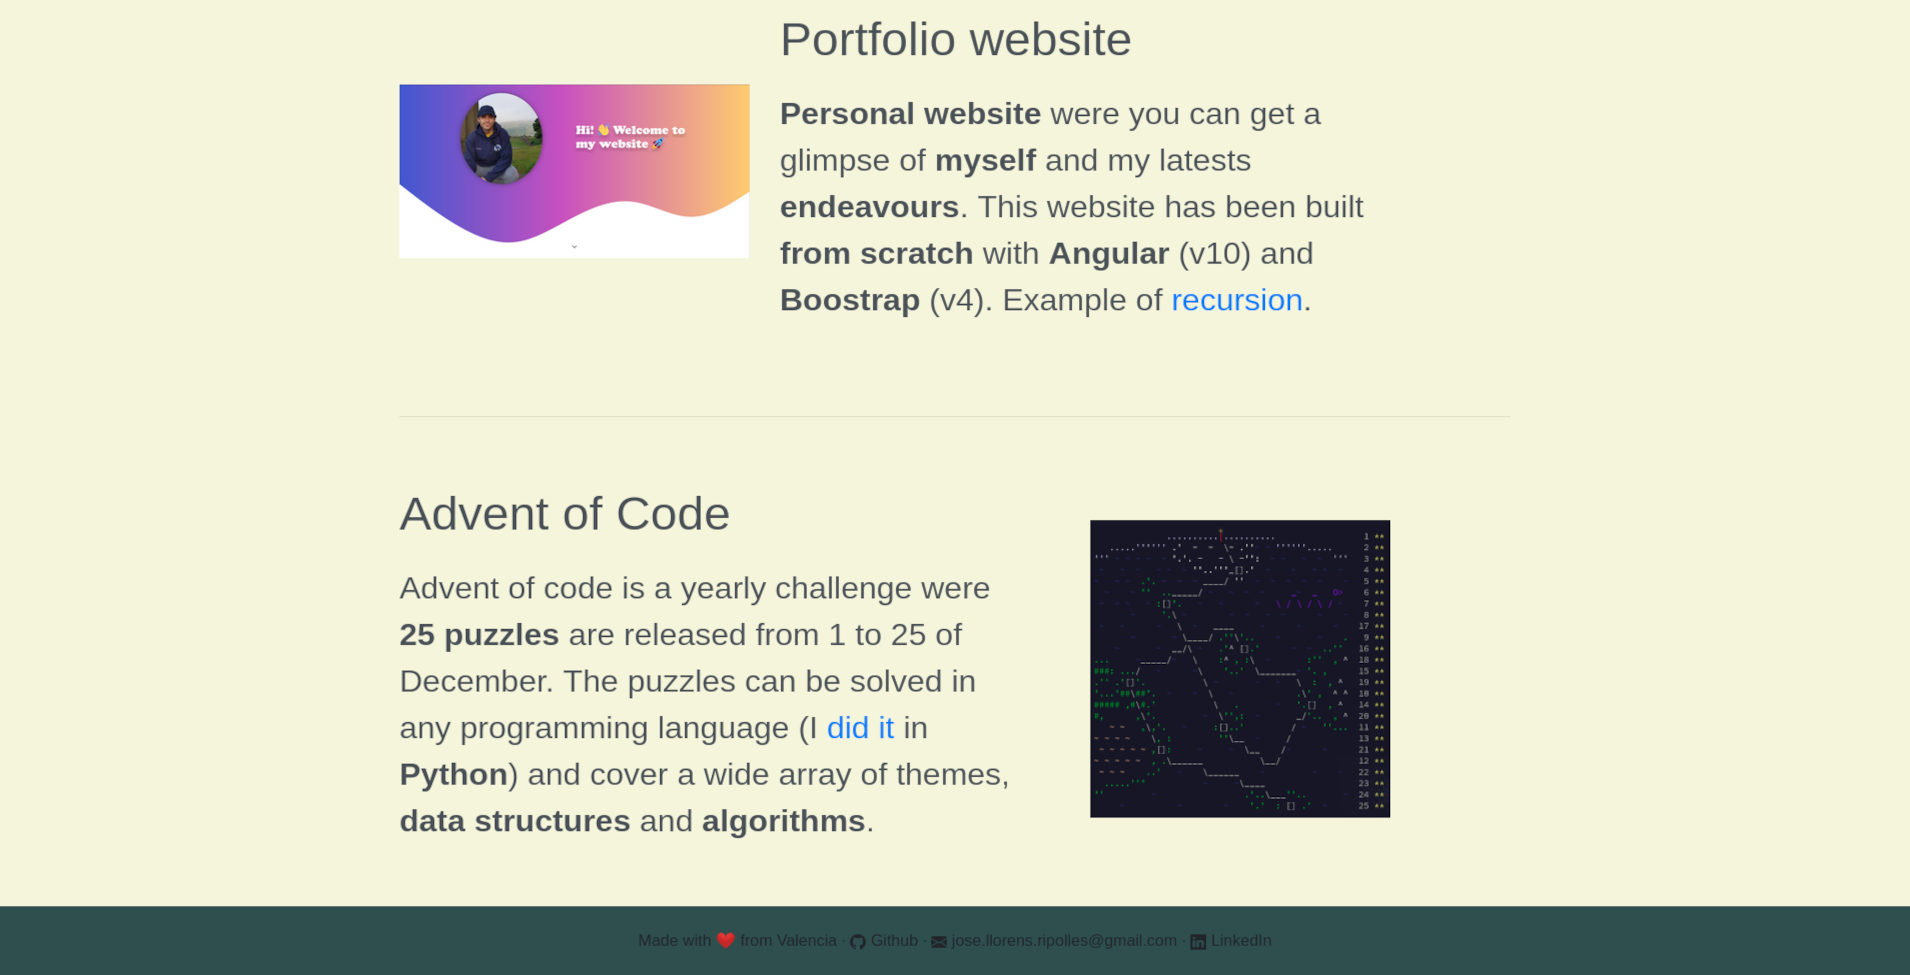 Portfolio website
Hi! 👋 Welcome to
my website 🚀
Personal website were you can get a
glimpse of myself and my latests
endeavours. This website has been built
from scratch with Angular (v10) and
Boostrap (v4). Example of recursion.
Advent of Code
Advent of code is a yearly challenge were
25 puzzles are released from 1 to 25 of
December. The puzzles can be solved in
any programming language (I did it in
Python) and cover a wide array of themes,
data structures and algorithms.
1 **
2 **
3 **
4 **
5 **
6 **
7 **
8 **
17 **
9 **
16 **
18 **
15 **
19 **
10 **
14 **
20 **
11 **
13 **
21 **
12 **
22 **
23 **
24 **
25 **
Made with ❤️ from Valencia · Github · jose.llorens.ripolles@gmail.com · LinkedIn